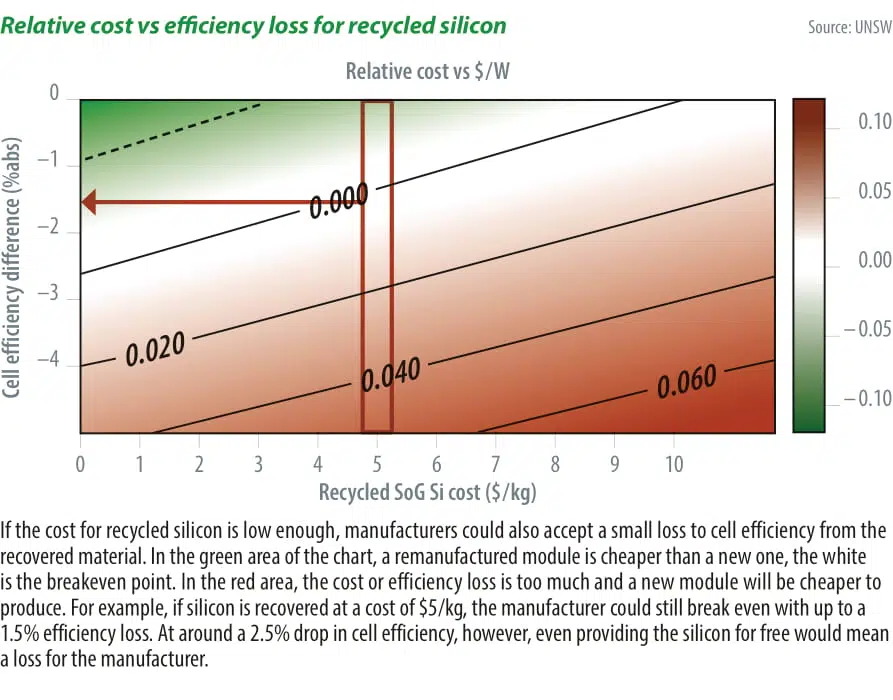 Relative cost vs efficiency loss for recycled silicon
Source: UNSW
Relative cost vs $/W
Cell efficiency difference (%abs)
0
−1
−2
−3
−4
0.000
0.020
0.040
0.060
0.10
0.05
0.00
−0.05
−0.10
0 1 2 3 4 5 6 7 8 9 10
Recycled SoG Si cost ($/kg)
If the cost for recycled silicon is low enough, manufacturers could also accept a small loss to cell efficiency from the
recovered material. In the green area of the chart, a remanufactured module is cheaper than a new one, the white
is the breakeven point. In the red area, the cost or efficiency loss is too much and a new module will be cheaper to
produce. For example, if silicon is recovered at a cost of $5/kg, the manufacturer could still break even with up to a
1.5% efficiency loss. At around a 2.5% drop in cell efficiency, however, even providing the silicon for free would mean
a loss for the manufacturer.